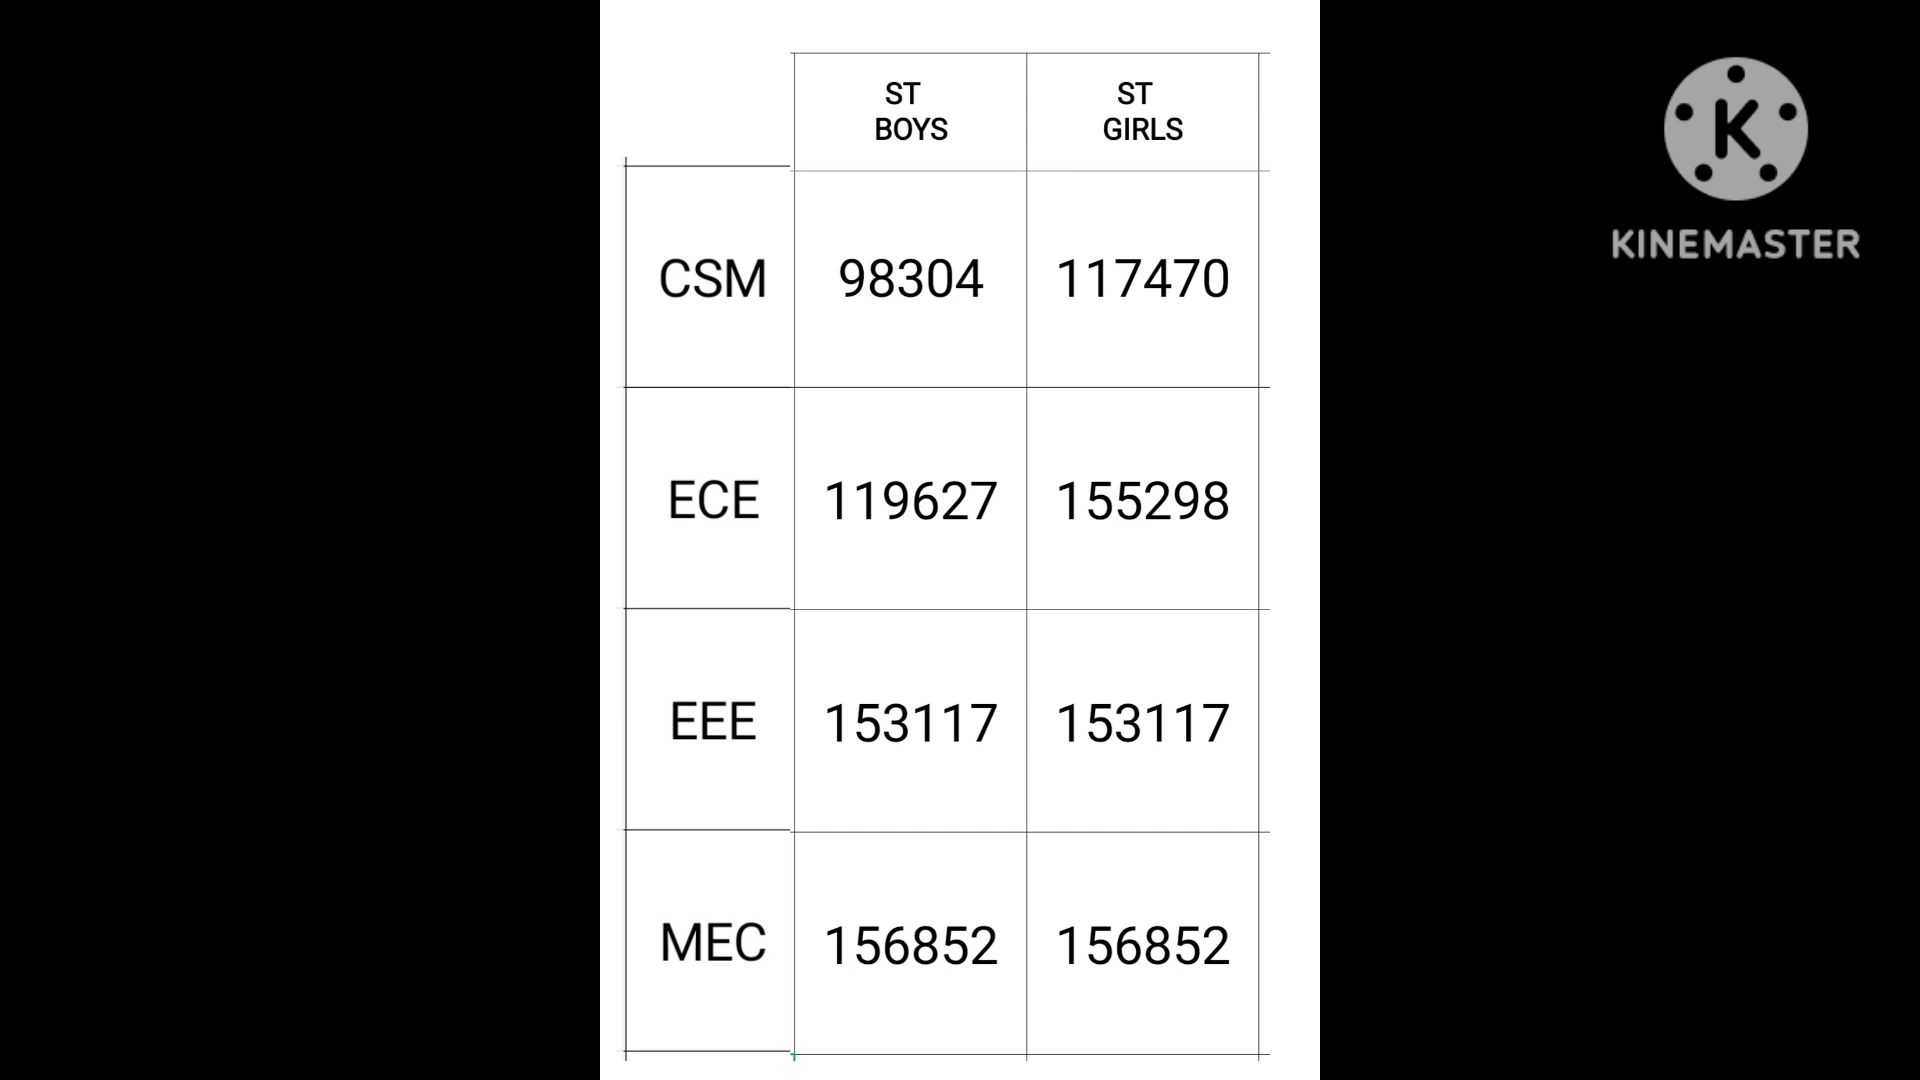 ST ST
BOYS GIRLS
CSM 98304 117470
ECE 119627 155298
EEE 153117 153117
MEC 156852 156852
K
KINEMASTER